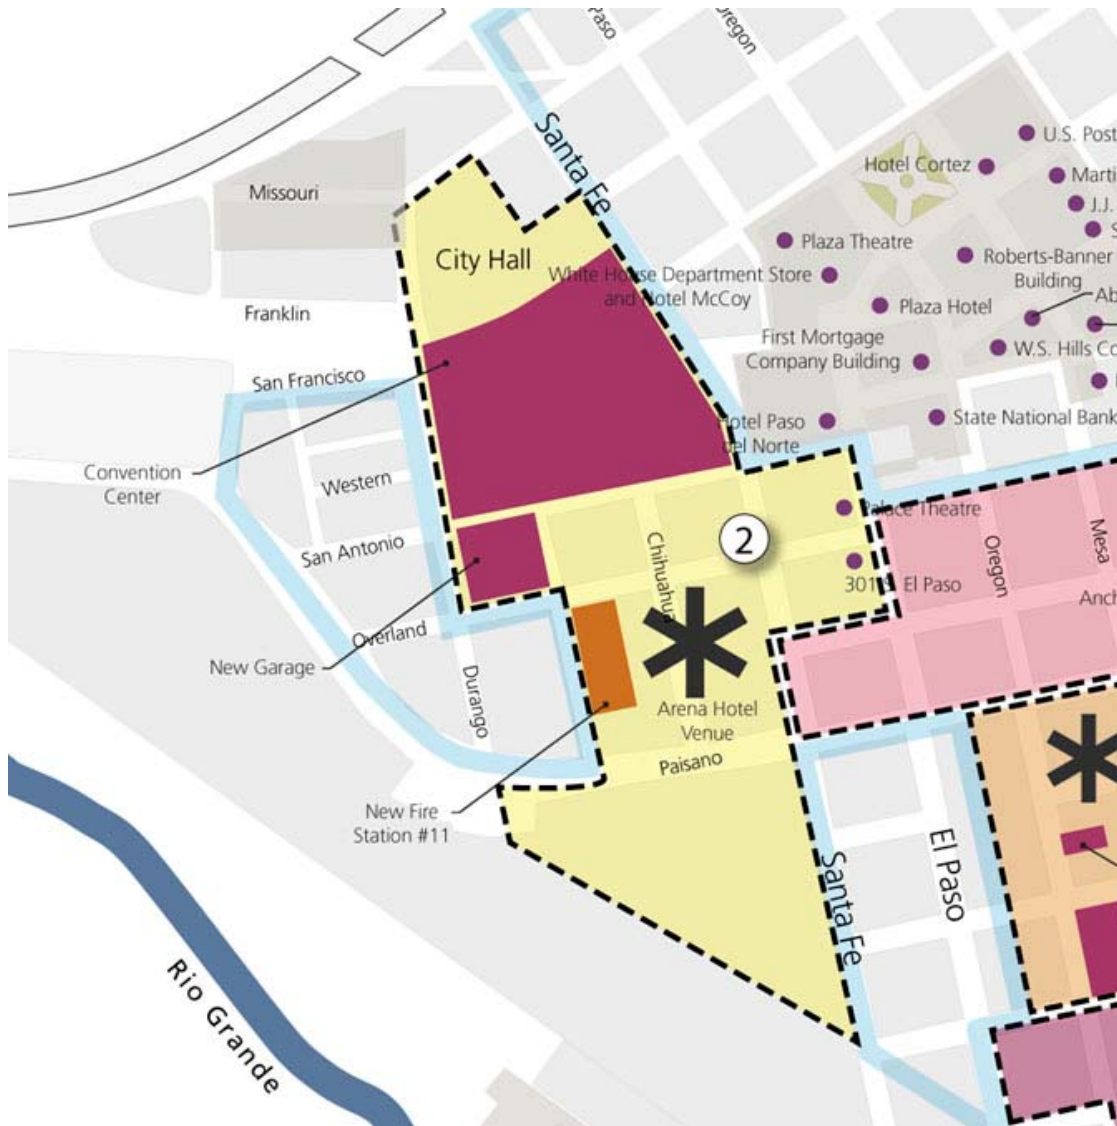 Paso
Oregon
Santa Fe
U.S. Post
Hotel Cortez
Missouri
Marti
J.J.
S
Plaza Theatre
City Hall
Roberts-Banner
Building
White House Department Store
and Hotel McCoy
Ab
Plaza Hotel
Franklin
First Mortgage
Company Building
W.S. Hills Co
San Francisco
Hotel Paso
del Norte
State National Bank
Convention
Center
Western
Palace Theatre
San Antonio
Chihuahua
2
Oregon
Mesa
301 S. El Paso
Anch
Overland
New Garage
Durango
Arena Hotel
Venue
Paisano
New Fire
Station #11
El Paso
Santa Fe
Rio Grande